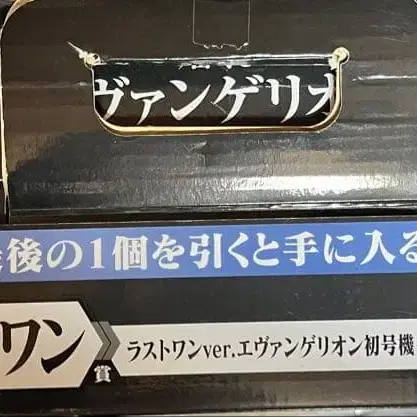 ヴァンゲリオ
後の1個を引くと手に入る
ワン賞
ラストワンver.エヴァンゲリオン初号機